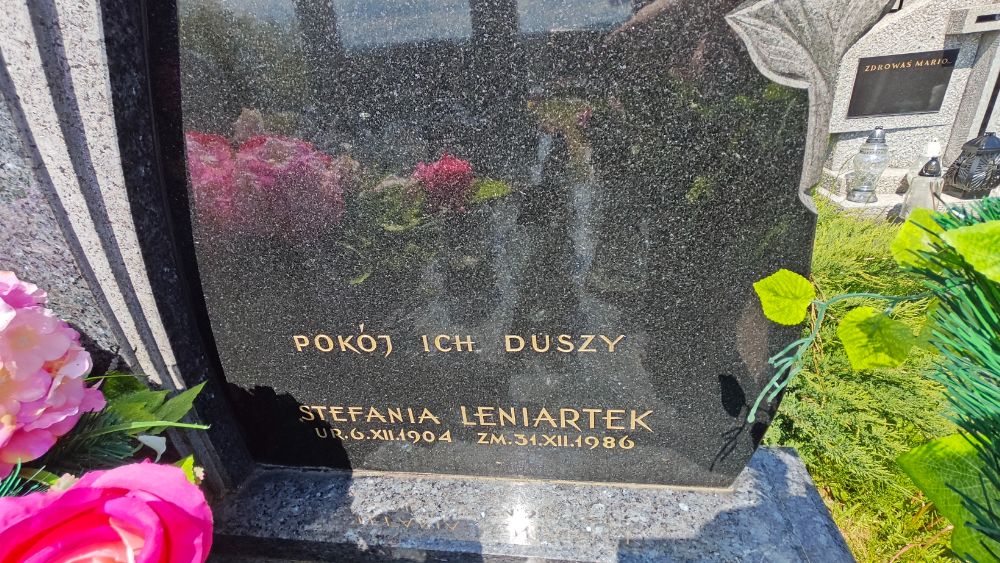 ZDROWAŚ MARIO...
POKÓJ ICH DUSZY
STEFANIA LENIARTEK
UR.6.XII.1904 ZM.31.XII.1986